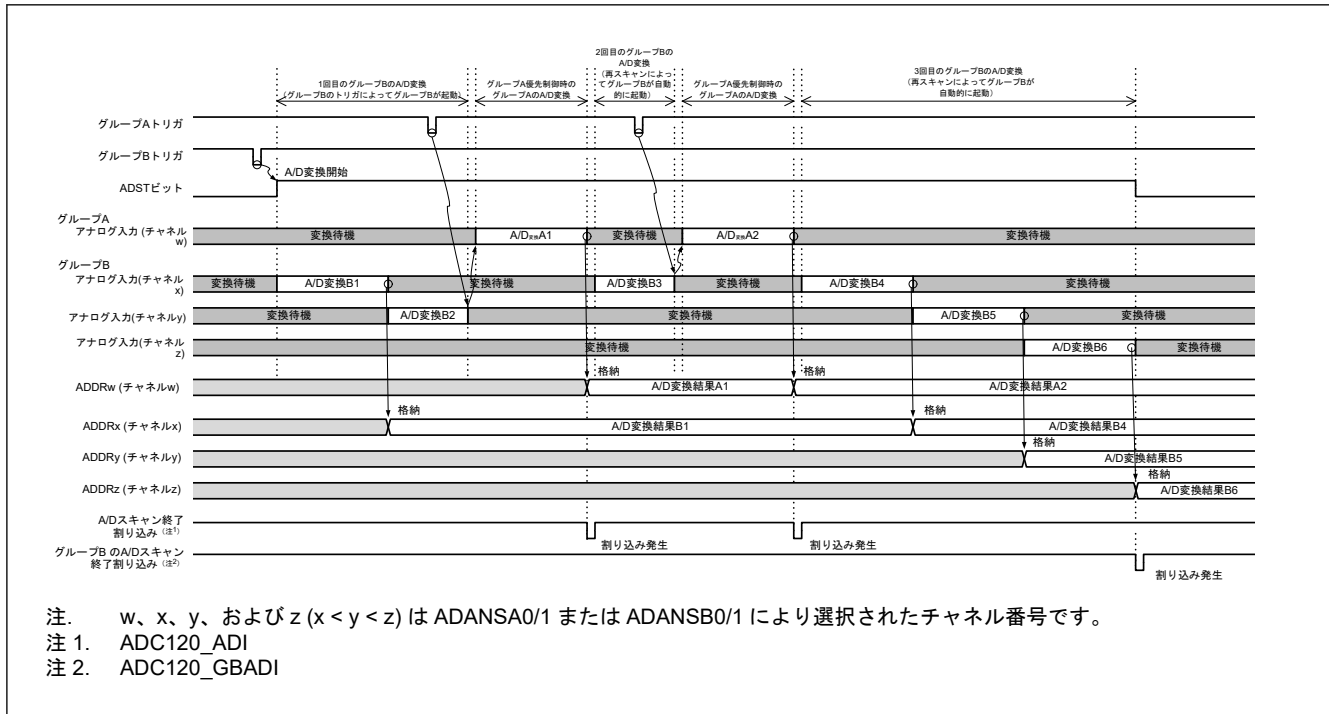 1回目のグループBのA/D変換
(グループBのトリガによってグループBが起動)
グループA優先制御時の
グループAのA/D変換
2回目のグループBの
A/D変換
(再スキャンによっ
てグループBが自動
的に起動)
グループA優先制御時の
グループAのA/D変換
3回目のグループBのA/D変換
(再スキャンによってグループBが
自動的に起動)
グループAトリガ
グループBトリガ
A/D変換開始
ADSTビット
グループA
アナログ入力 (チャネル
w)
変換待機
A/D変換A1
変換待機
A/D変換A2
変換待機
グループB
アナログ入力(チャネル
x)
変換待機
A/D変換B1
変換待機
A/D変換B3
変換待機
A/D変換B4
変換待機
アナログ入力(チャネルy)
変換待機
A/D変換B2
変換待機
A/D変換B5
変換待機
アナログ入力(チャネル
z)
変換待機
A/D変換B6
変換待機
格納
格納
ADDRw (チャネルw)
A/D変換結果A1
A/D変換結果A2
格納
格納
ADDRx (チャネルx)
A/D変換結果B1
A/D変換結果B4
格納
ADDRy (チャネルy)
A/D変換結果B5
格納
ADDRz (チャネルz)
A/D変換結果B6
A/Dスキャン終了
割り込み (注1)
割り込み発生
割り込み発生
グループB のA/Dスキャン
終了割り込み (注2)
割り込み発生
注. w、x、y、および z (x < y < z) は ADANSA0/1 または ADANSB0/1 により選択されたチャネル番号です。
注 1. ADC120_ADI
注 2. ADC120_GBADI